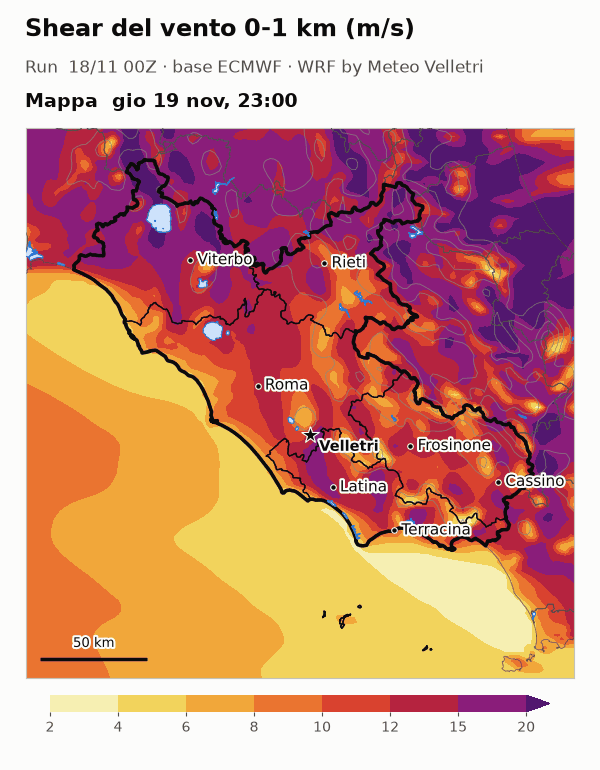 Shear del vento 0-1 km (m/s)
Run 18/11 00Z · base ECMWF · WRF by Meteo Velletri
Mappa gio 19 nov, 23:00
Viterbo
Rieti
Roma
Velletri
Frosinone
Latina
Cassino
Terracina
50 km
2 4 6 8 10 12 15 20